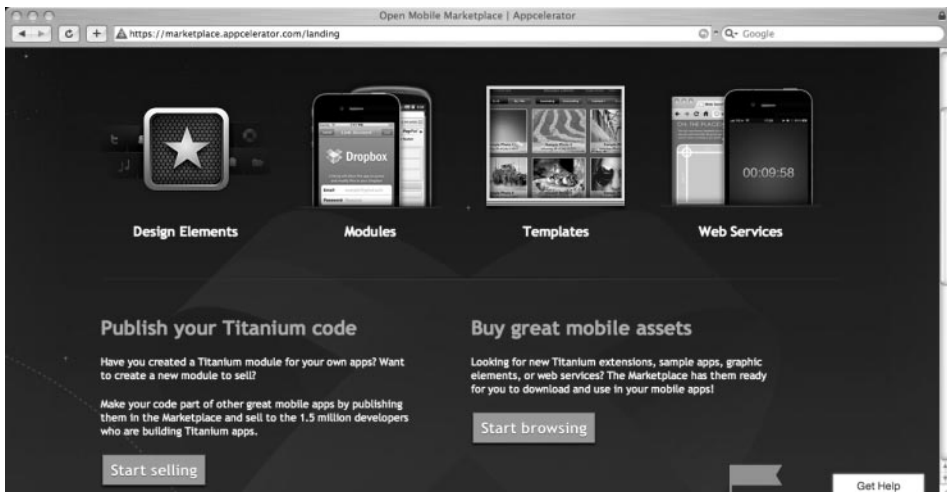 Open Mobile Marketplace | Appcelerator
https://marketplace.appcelerator.com/landing
Google
Dropbox
00:09:58
Design Elements
Modules
Templates
Web Services
Publish your Titanium code
Have you created a Titanium module for your own apps? Want
to create a new module to sell?
Make your code part of other great mobile apps by publishing
them in the Marketplace and sell to the 1.5 million developers
who are building Titanium apps.
Start selling
Buy great mobile assets
Looking for new Titanium extensions, sample apps, graphic
elements, or web services? The Marketplace has them ready
for you to download and use in your mobile apps!
Start browsing
Get Help